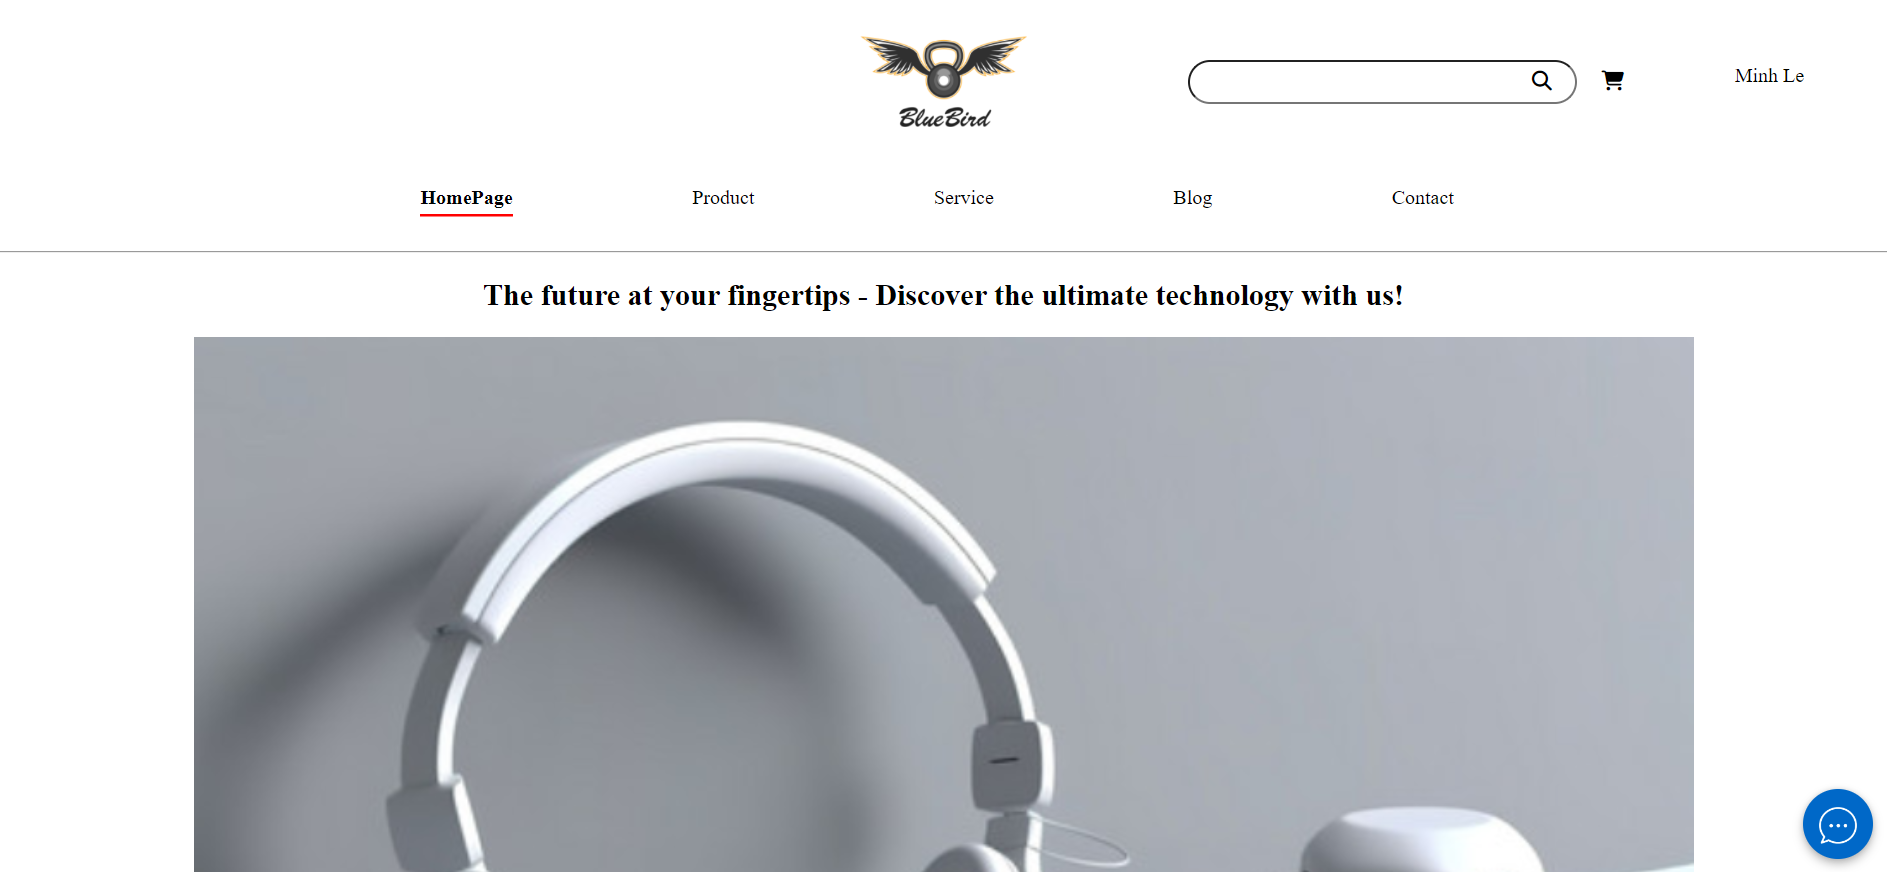 BlueBird
Minh Le
HomePage Product Service Blog Contact
The future at your fingertips - Discover the ultimate technology with us!